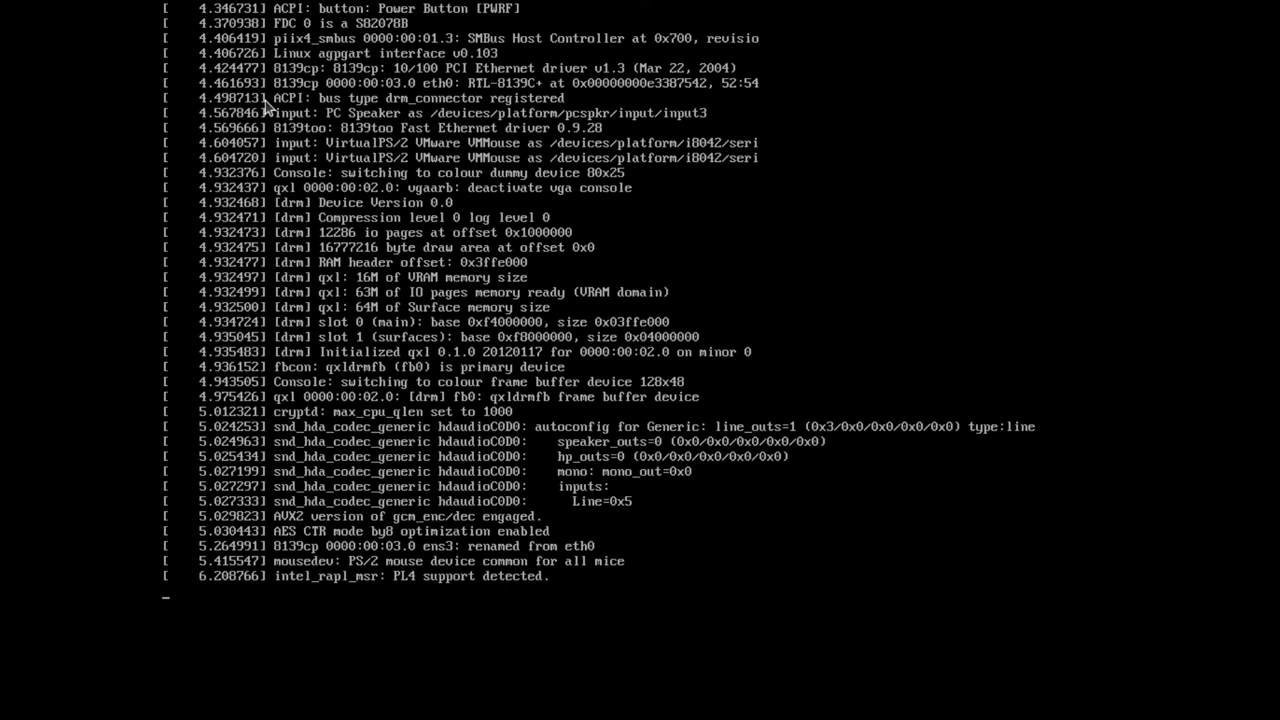 [    4.346731] ACPI: button: Power Button [PWRF]
[    4.370938] FDC 0 is a S82078B
[    4.406419] piix4_smbus 0000:00:01.3: SMBus Host Controller at 0x700, revisio
[    4.406726] Linux agpgart interface v0.103
[    4.424477] 8139cp: 8139cp: 10/100 PCI Ethernet driver v1.3 (Mar 22, 2004)
[    4.461693] 8139cp 0000:00:03.0 eth0: RTL-8139C+ at 0x00000000e3387542, 52:54
[    4.498713] ACPI: bus type drm_connector registered
[    4.567846] input: PC Speaker as /devices/platform/pcspkr/input/input3
[    4.569666] 8139too: 8139too Fast Ethernet driver 0.9.28
[    4.604057] input: VirtualPS/2 VMware VMMouse as /devices/platform/i8042/seri
[    4.604720] input: VirtualPS/2 VMware VMMouse as /devices/platform/i8042/seri
[    4.932376] Console: switching to colour dummy device 80x25
[    4.932437] qxl 0000:00:02.0: vgaarb: deactivate vga console
[    4.932468] [drm] Device Version 0.0
[    4.932471] [drm] Compression level 0 log level 0
[    4.932473] [drm] 12286 io pages at offset 0x1000000
[    4.932475] [drm] 16777216 byte draw area at offset 0x0
[    4.932477] [drm] RAM header offset: 0x3ffe000
[    4.932497] [drm] qxl: 16M of VRAM memory size
[    4.932499] [drm] qxl: 63M of IO pages memory ready (VRAM domain)
[    4.932500] [drm] qxl: 64M of Surface memory size
[    4.934724] [drm] slot 0 (main): base 0xf4000000, size 0x03ffe000
[    4.935045] [drm] slot 1 (surfaces): base 0xf8000000, size 0x04000000
[    4.935483] [drm] Initialized qxl 0.1.0 20120117 for 0000:00:02.0 on minor 0
[    4.936152] fbcon: qxldrmfb (fb0) is primary device
[    4.943505] Console: switching to colour frame buffer device 128x48
[    4.975426] qxl 0000:00:02.0: [drm] fb0: qxldrmfb frame buffer device
[    5.012321] cryptd: max_cpu_qlen set to 1000
[    5.024253] snd_hda_codec_generic hdaudioC0D0: autoconfig for Generic: line_outs=1 (0x3/0x0/0x0/0x0/0x0) type:line
[    5.024963] snd_hda_codec_generic hdaudioC0D0:    speaker_outs=0 (0x0/0x0/0x0/0x0/0x0)
[    5.025434] snd_hda_codec_generic hdaudioC0D0:    hp_outs=0 (0x0/0x0/0x0/0x0/0x0)
[    5.027199] snd_hda_codec_generic hdaudioC0D0:    mono: mono_out=0x0
[    5.027297] snd_hda_codec_generic hdaudioC0D0:    inputs:
[    5.027333] snd_hda_codec_generic hdaudioC0D0:      Line=0x5
[    5.029823] AVX2 version of gcm_enc/dec engaged.
[    5.030443] AES CTR mode by8 optimization enabled
[    5.264991] 8139cp 0000:00:03.0 ens3: renamed from eth0
[    5.415547] mousedev: PS/2 mouse device common for all mice
[    6.208766] intel_rapl_msr: PL4 support detected.
_